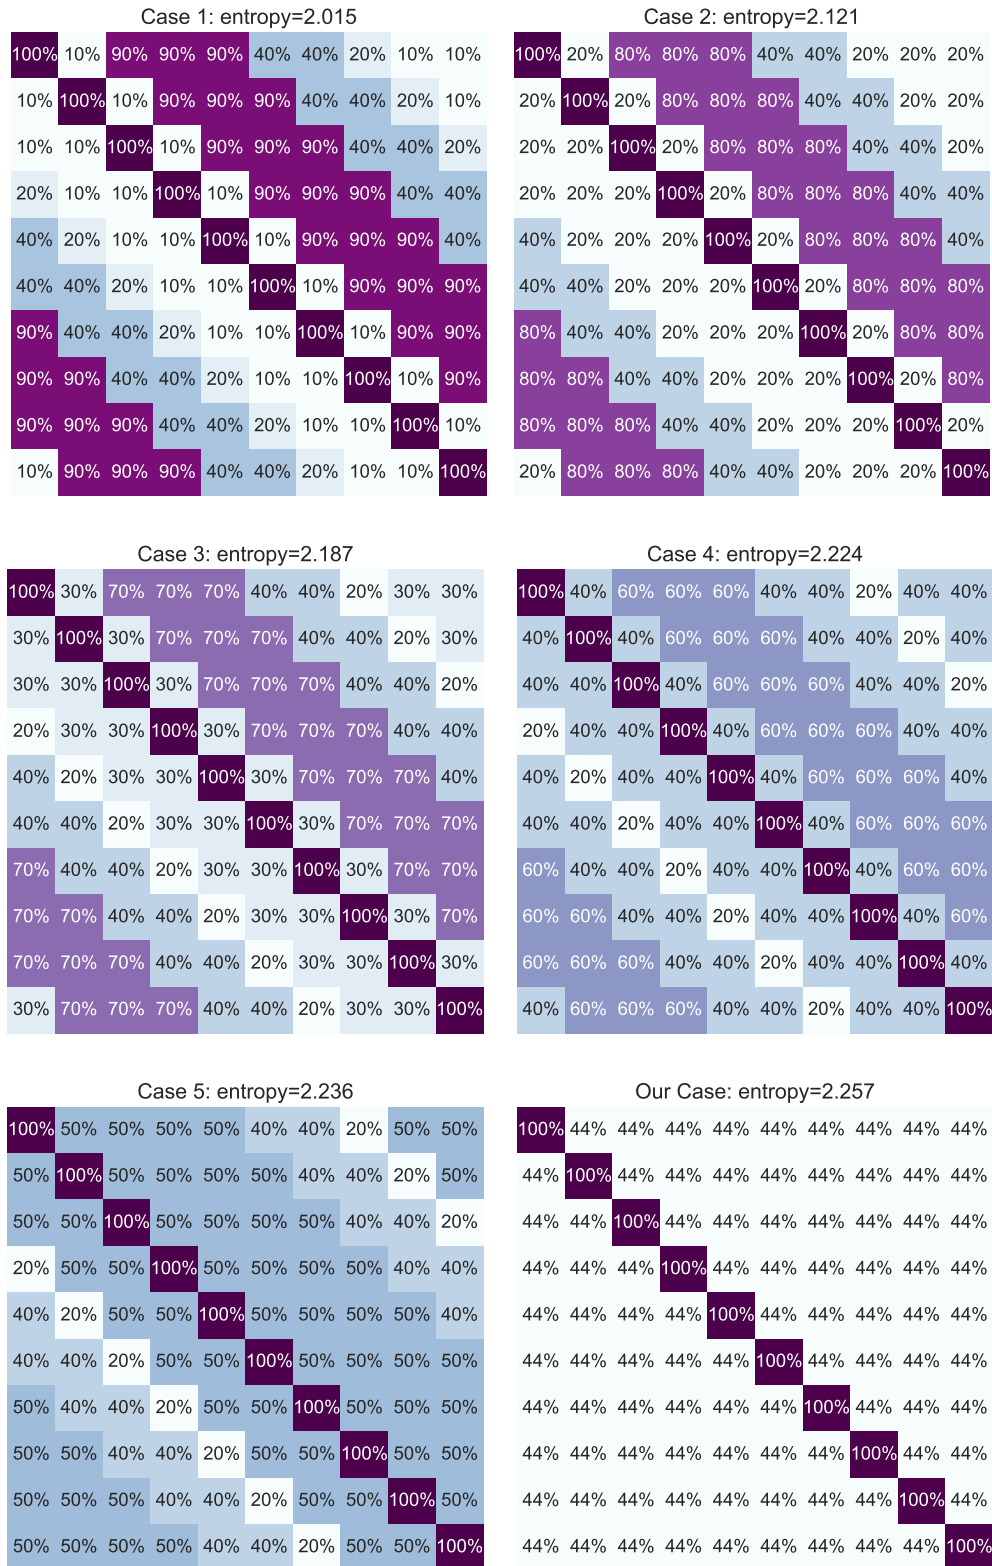 Case 1: entropy=2.015
100% 10% 90% 90% 90% 40% 40% 20% 10% 10%
10% 100% 10% 90% 90% 90% 40% 40% 20% 10%
10% 10% 100% 10% 90% 90% 90% 40% 40% 20%
20% 10% 10% 100% 10% 90% 90% 90% 40% 40%
40% 20% 10% 10% 100% 10% 90% 90% 90% 40%
40% 40% 20% 10% 10% 100% 10% 90% 90% 90%
90% 40% 40% 20% 10% 10% 100% 10% 90% 90%
90% 90% 40% 40% 20% 10% 10% 100% 10% 90%
90% 90% 90% 40% 40% 20% 10% 10% 100% 10%
10% 90% 90% 90% 40% 40% 20% 10% 10% 100%
Case 2: entropy=2.121
100% 20% 80% 80% 80% 40% 40% 20% 20% 20%
20% 100% 20% 80% 80% 80% 40% 40% 20% 20%
20% 20% 100% 20% 80% 80% 80% 40% 40% 20%
20% 20% 20% 100% 20% 80% 80% 80% 40% 40%
40% 20% 20% 20% 100% 20% 80% 80% 80% 40%
40% 40% 20% 20% 20% 100% 20% 80% 80% 80%
80% 40% 40% 20% 20% 20% 100% 20% 80% 80%
80% 80% 40% 40% 20% 20% 20% 100% 20% 80%
80% 80% 80% 40% 40% 20% 20% 20% 100% 20%
20% 80% 80% 80% 40% 40% 20% 20% 20% 100%
Case 3: entropy=2.187
100% 30% 70% 70% 70% 40% 40% 20% 30% 30%
30% 100% 30% 70% 70% 70% 40% 40% 20% 30%
30% 30% 100% 30% 70% 70% 70% 40% 40% 20%
20% 30% 30% 100% 30% 70% 70% 70% 40% 40%
40% 20% 30% 30% 100% 30% 70% 70% 70% 40%
40% 40% 20% 30% 30% 100% 30% 70% 70% 70%
70% 40% 40% 20% 30% 30% 100% 30% 70% 70%
70% 70% 40% 40% 20% 30% 30% 100% 30% 70%
70% 70% 70% 40% 40% 20% 30% 30% 100% 30%
30% 70% 70% 70% 40% 40% 20% 30% 30% 100%
Case 4: entropy=2.224
100% 40% 60% 60% 60% 40% 40% 20% 40% 40%
40% 100% 40% 60% 60% 60% 40% 40% 20% 40%
40% 40% 100% 40% 60% 60% 60% 40% 40% 20%
20% 40% 40% 100% 40% 60% 60% 60% 40% 40%
40% 20% 40% 40% 100% 40% 60% 60% 60% 40%
40% 40% 20% 40% 40% 100% 40% 60% 60% 60%
60% 40% 40% 20% 40% 40% 100% 40% 60% 60%
60% 60% 40% 40% 20% 40% 40% 100% 40% 60%
60% 60% 60% 40% 40% 20% 40% 40% 100% 40%
40% 60% 60% 60% 40% 40% 20% 40% 40% 100%
Case 5: entropy=2.236
100% 50% 50% 50% 50% 40% 40% 20% 50% 50%
50% 100% 50% 50% 50% 50% 40% 40% 20% 50%
50% 50% 100% 50% 50% 50% 50% 40% 40% 20%
20% 50% 50% 100% 50% 50% 50% 50% 40% 40%
40% 20% 50% 50% 100% 50% 50% 50% 50% 40%
40% 40% 20% 50% 50% 100% 50% 50% 50% 50%
50% 40% 40% 20% 50% 50% 100% 50% 50% 50%
50% 50% 40% 40% 20% 50% 50% 100% 50% 50%
50% 50% 50% 40% 40% 20% 50% 50% 100% 50%
50% 50% 50% 50% 40% 40% 20% 50% 50% 100%
Our Case: entropy=2.257
100% 44% 44% 44% 44% 44% 44% 44% 44% 44%
44% 100% 44% 44% 44% 44% 44% 44% 44% 44%
44% 44% 100% 44% 44% 44% 44% 44% 44% 44%
44% 44% 44% 100% 44% 44% 44% 44% 44% 44%
44% 44% 44% 44% 100% 44% 44% 44% 44% 44%
44% 44% 44% 44% 44% 100% 44% 44% 44% 44%
44% 44% 44% 44% 44% 44% 100% 44% 44% 44%
44% 44% 44% 44% 44% 44% 44% 100% 44% 44%
44% 44% 44% 44% 44% 44% 44% 44% 100% 44%
44% 44% 44% 44% 44% 44% 44% 44% 44% 100%